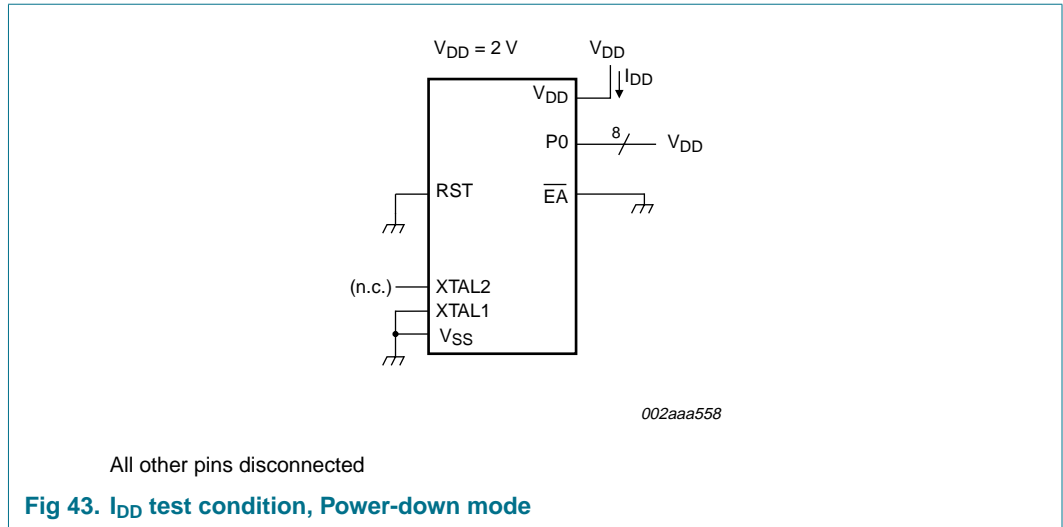 VDD = 2 V
VDD
IDD
VDD
P0
8
VDD
RST
EA
(n.c.)
XTAL2
XTAL1
VSS
002aaa558
All other pins disconnected
Fig 43. IDD test condition, Power-down mode